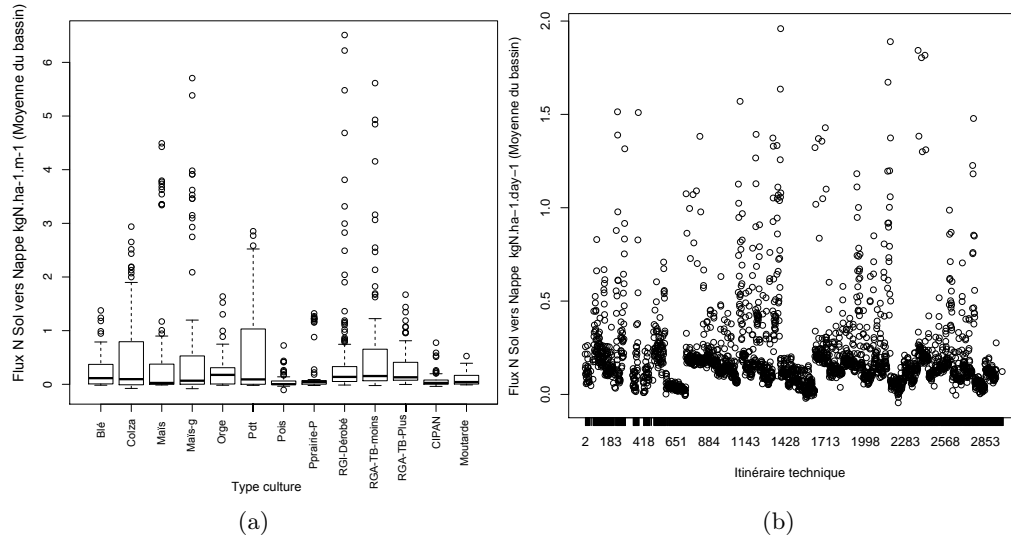 Flux N Sol vers Nappe kgN.ha-1.m-1 (Moyenne du bassin)
6
5
4
3
2
1
0
Blé
Colza
Maïs
Maïs-g
Orge
Pdt
Pois
Pprairie-P
RGI-Dérobé
RGA-TB-moins
RGA-TB-Plus
CIPAN
Moutarde
Type culture
(a)
Flux N Sol vers Nappe kgN.ha−1.day−1 (Moyenne du bassin)
2.0
1.5
1.0
0.5
0.0
2 183 418 651 884 1143 1428 1713 1998 2283 2568 2853
Itinéraire technique
(b)